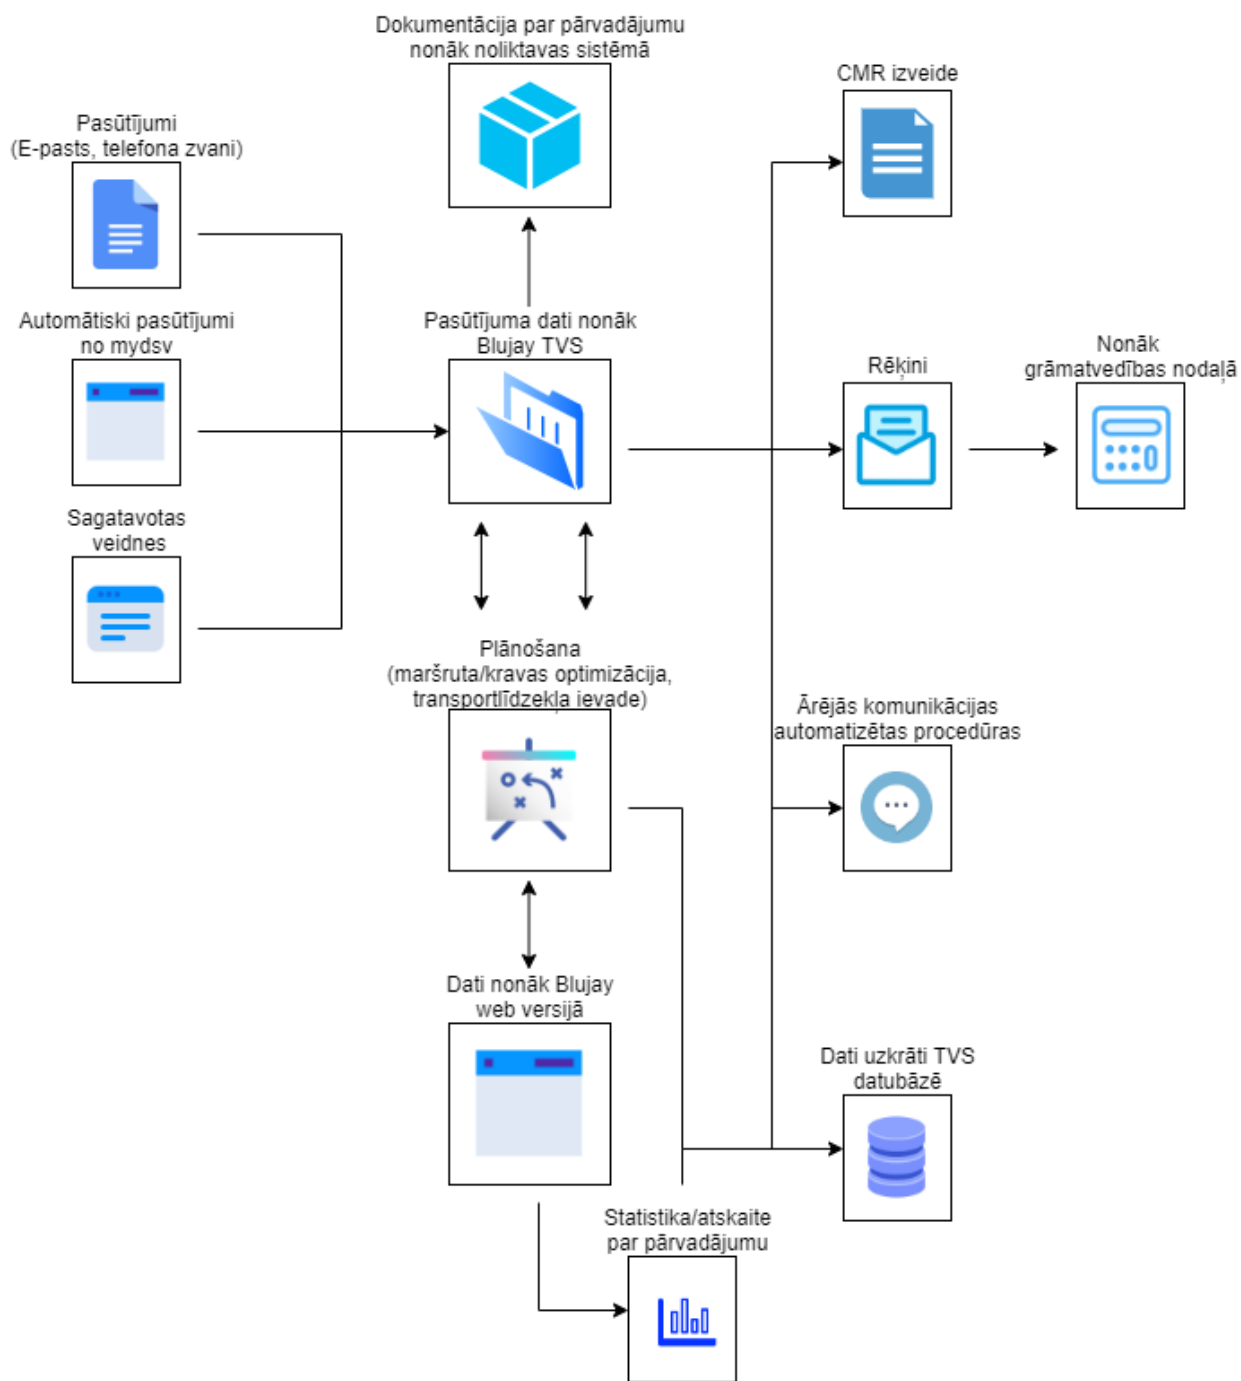 Dokumentācija par pārvadājumu
nonāk noliktavas sistēmā
CMR izveide
Pasūtījumi
(E-pasts, telefona zvani)
Automātiski pasūtījumi
no mydsv
Pasūtījuma dati nonāk
Blujay TVS
Rēķini
Nonāk
grāmatvedības nodaļā
Sagatavotas
veidnes
Plānošana
(maršruta/kravas optimizācija,
transportlīdzekļa ievade)
Ārējās komunikācijas
automatizētas procedūras
Dati nonāk Blujay
web versijā
Dati uzkrāti TVS
datubāzē
Statistika/atskaite
par pārvadājumu